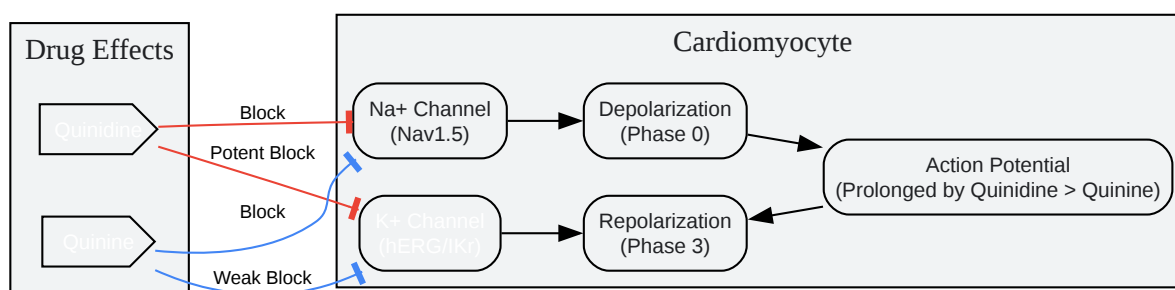 Drug Effects
Quinidine
Quinine
Block
Potent Block
Block
Weak Block
Cardiomyocyte
Na+ Channel
(Nav1.5)
K+ Channel
(hERG/IKr)
Depolarization
(Phase 0)
Repolarization
(Phase 3)
Action Potential
(Prolonged by Quinidine > Quinine)